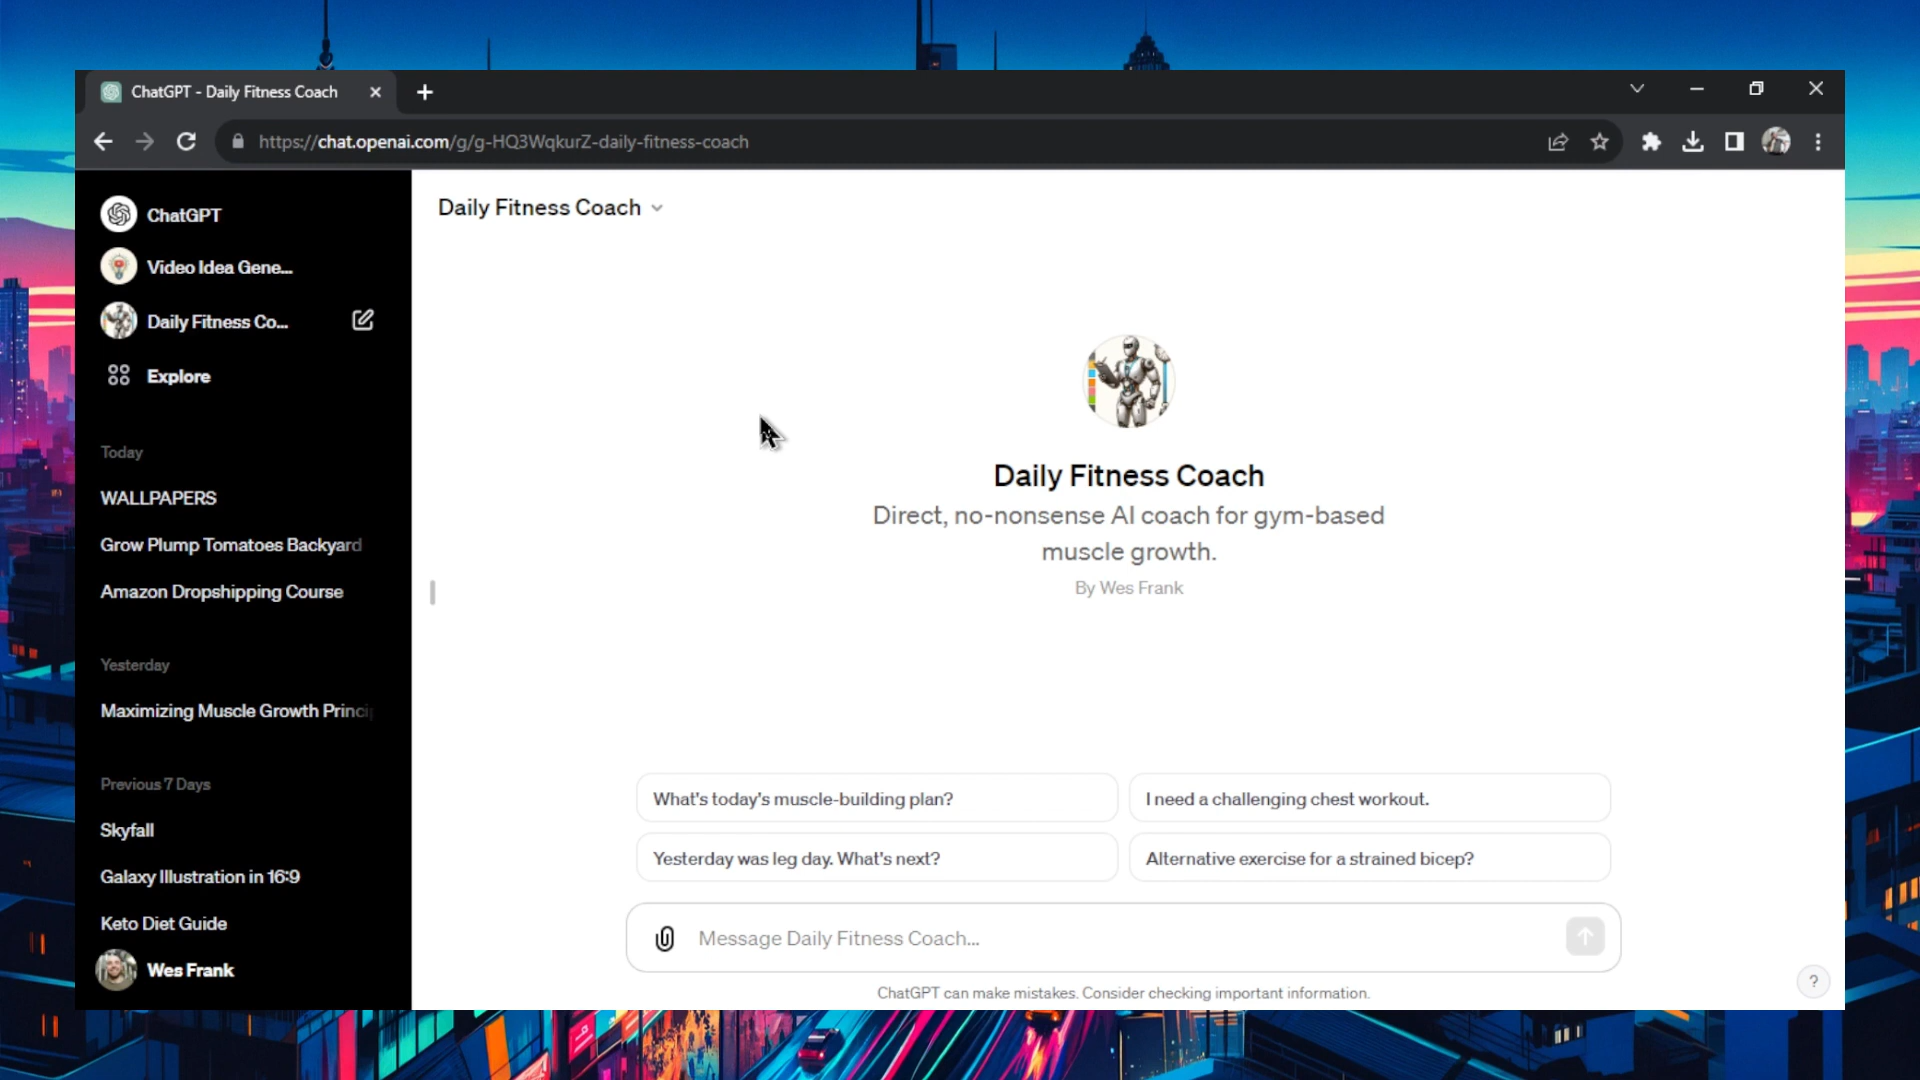 ChatGPT - Daily Fitness Coach
https://chat.openai.com/g/g-HQ3WqkurZ-daily-fitness-coach
ChatGPT
Video Idea Gene...
Daily Fitness Co...
Explore
Today
WALLPAPERS
Grow Plump Tomatoes Backyard
Amazon Dropshipping Course
Yesterday
Maximizing Muscle Growth Princi
Previous 7 Days
Skyfall
Galaxy Illustration in 16:9
Keto Diet Guide
Wes Frank
Daily Fitness Coach
Daily Fitness Coach
Direct, no-nonsense AI coach for gym-based
muscle growth.
By Wes Frank
What's today's muscle-building plan?
I need a challenging chest workout.
Yesterday was leg day. What's next?
Alternative exercise for a strained bicep?
Message Daily Fitness Coach...
ChatGPT can make mistakes. Consider checking important information.
?